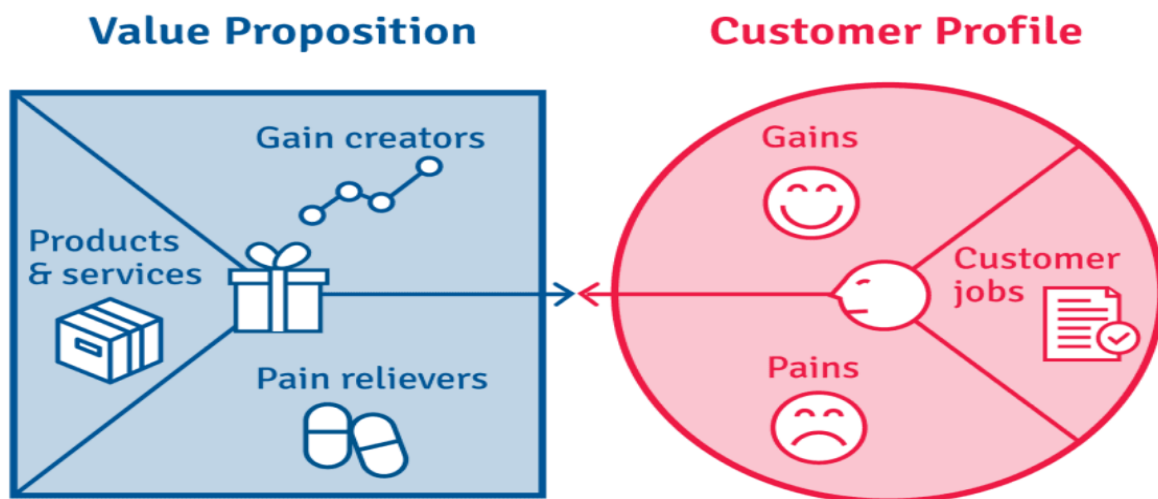 Value Proposition
Customer Profile
Gain creators
Products
& services
Pain relievers
Gains
Customer
jobs
Pains